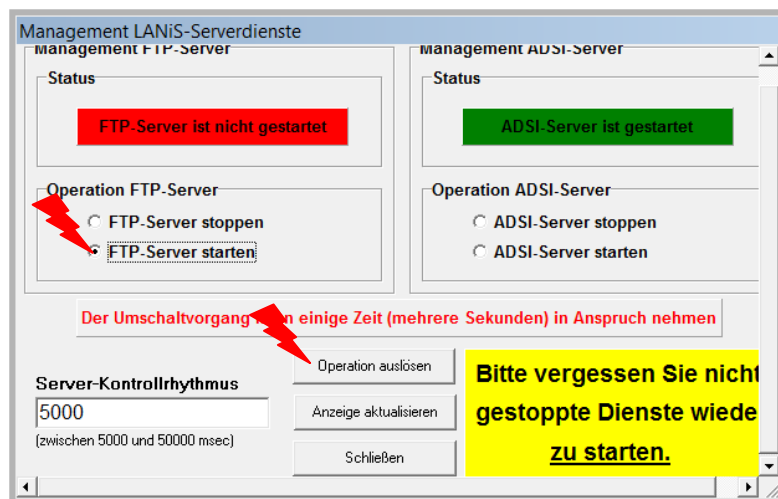 Management LANiS-Serverdienste
Management FTP-Server
Status
FTP-Server ist nicht gestartet
Operation FTP-Server
FTP-Server stoppen
FTP-Server starten
Management ADSI-Server
Status
ADSI-Server ist gestartet
Operation ADSI-Server
ADSI-Server stoppen
ADSI-Server starten
Der Umschaltvorgang einige Zeit (mehrere Sekunden) in Anspruch nehmen
Server-Kontrollrhythmus
5000
(zwischen 5000 und 50000 msec)
Operation auslösen
Anzeige aktualisieren
Schließen
Bitte vergessen Sie nicht
gestoppte Dienste wiede
zu starten.